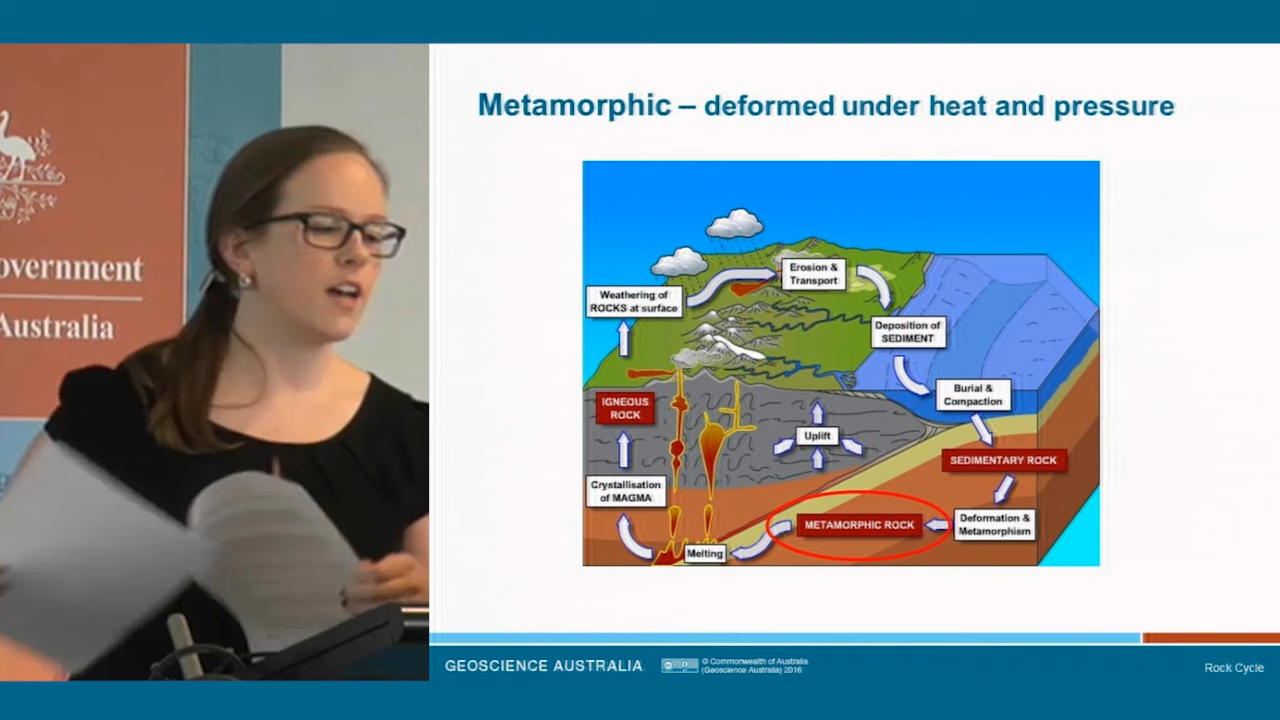 overnment
Australia
Metamorphic – deformed under heat and pressure
Erosion &
Transport
Weathering of
ROCKS at surface
Deposition of
SEDIMENT
Burial &
Compaction
IGNEOUS
ROCK
Uplift
SEDIMENTARY ROCK
Crystallisation
of MAGMA
METAMORPHIC ROCK
Deformation &
Metamorphism
Melting
GEOSCIENCE AUSTRALIA
© Commonwealth of Australia
(Geoscience Australia) 2016
Rock Cycle